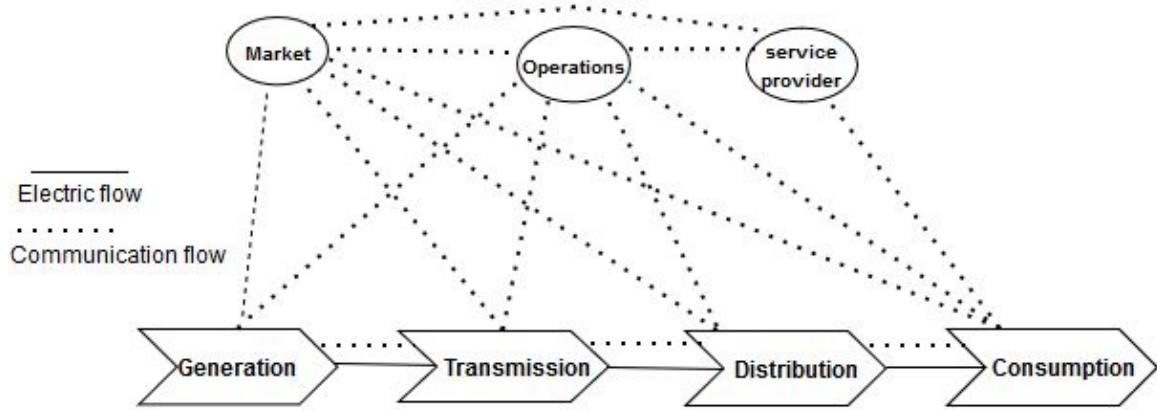 Market
Operations
service
provider
Electric flow
Communication flow
Generation
Transmission
Distribution
Consumption